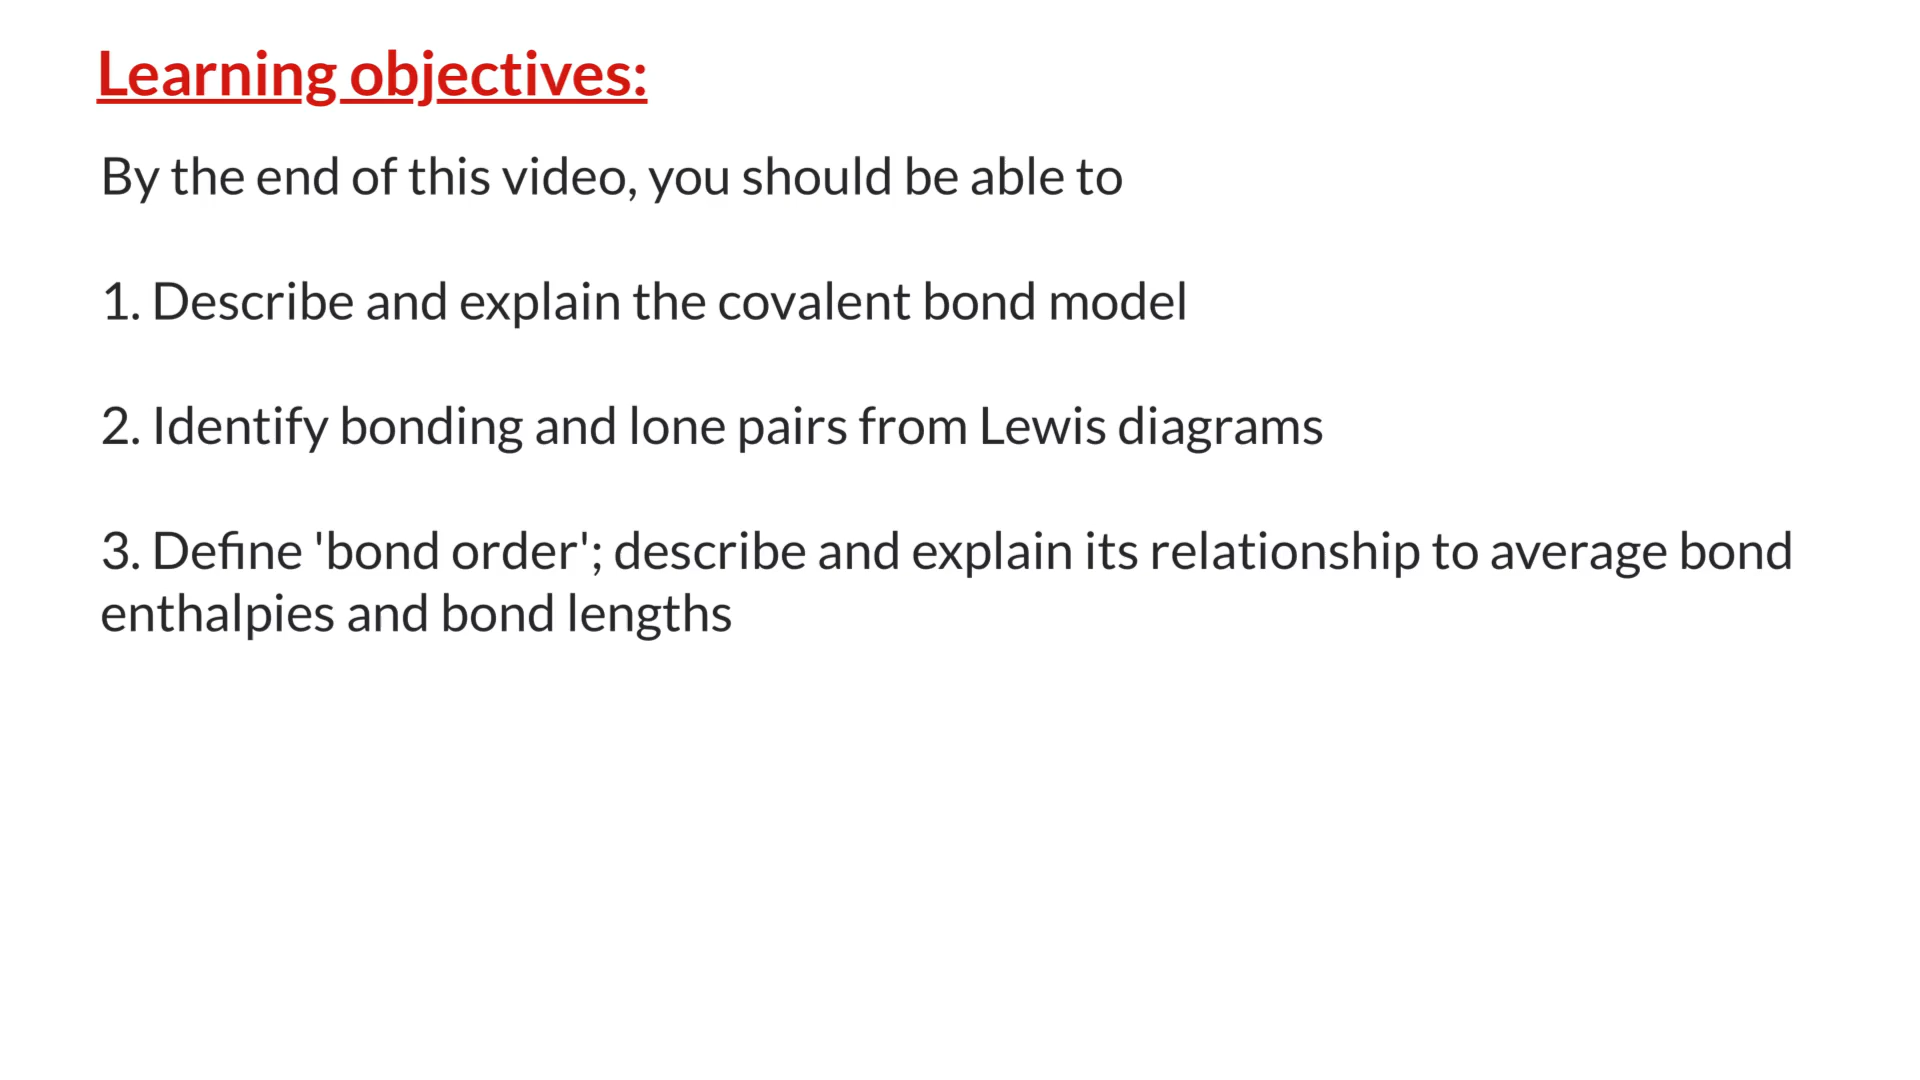 Learning objectives:
By the end of this video, you should be able to
1. Describe and explain the covalent bond model
2. Identify bonding and lone pairs from Lewis diagrams
3. Define 'bond order'; describe and explain its relationship to average bond
enthalpies and bond lengths